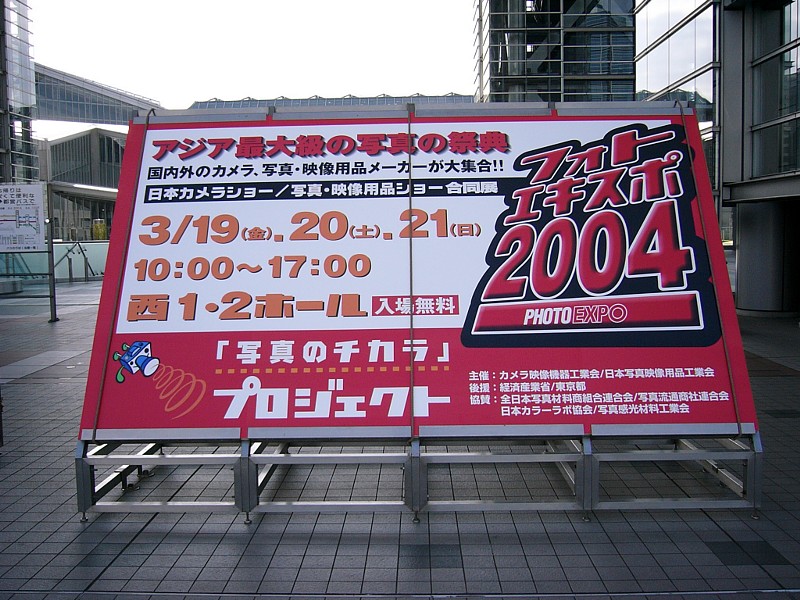 アジア最大級の写真の祭典
国内外のカメラ、写真・映像用品メーカーが大集合!!
日本カメラショー/写真・映像用品ショー合同展
3/19(金).20(土).21(日)
10:00～17:00
西1・2ホール 入場無料
フォト
エキスポ
2004
PHOTO EXPO
「写真のチカラ」
プロジェクト
主催:カメラ映像機器工業会/日本写真映像用品工業会
後援:経済産業省/東京都
協賛:全日本写真材料商組合連合会/写真流通商社連合会
日本カラーラボ協会/写真感光材料工業会